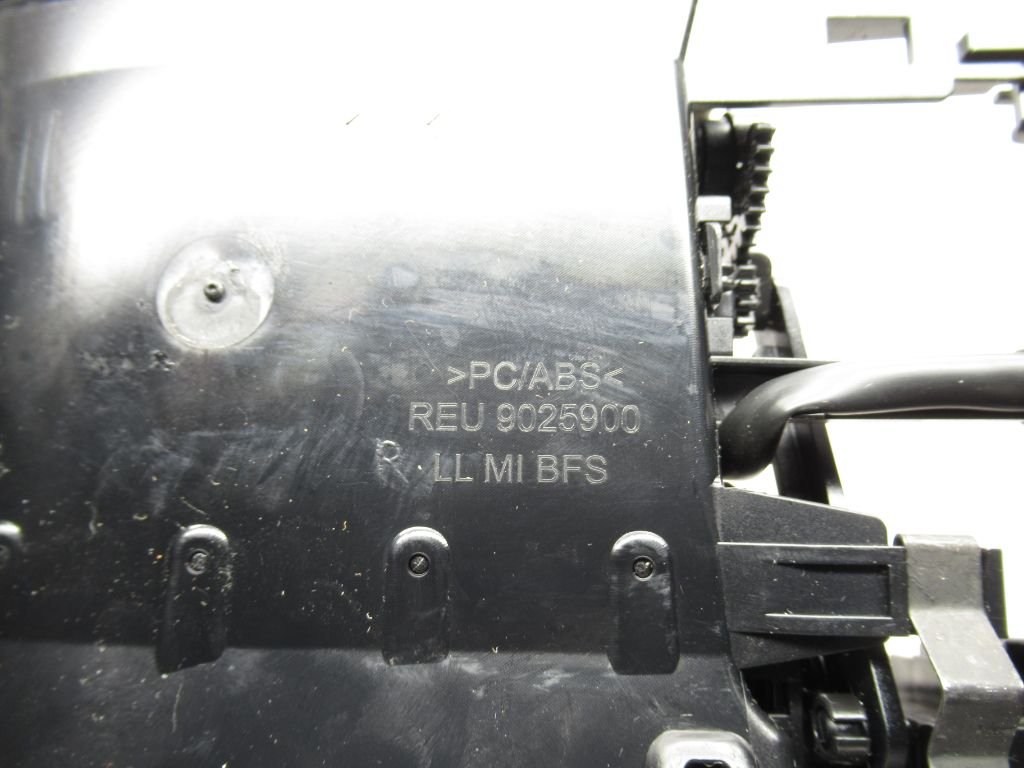 >PC/ABS<
REU 9025900
R LL MI BFS